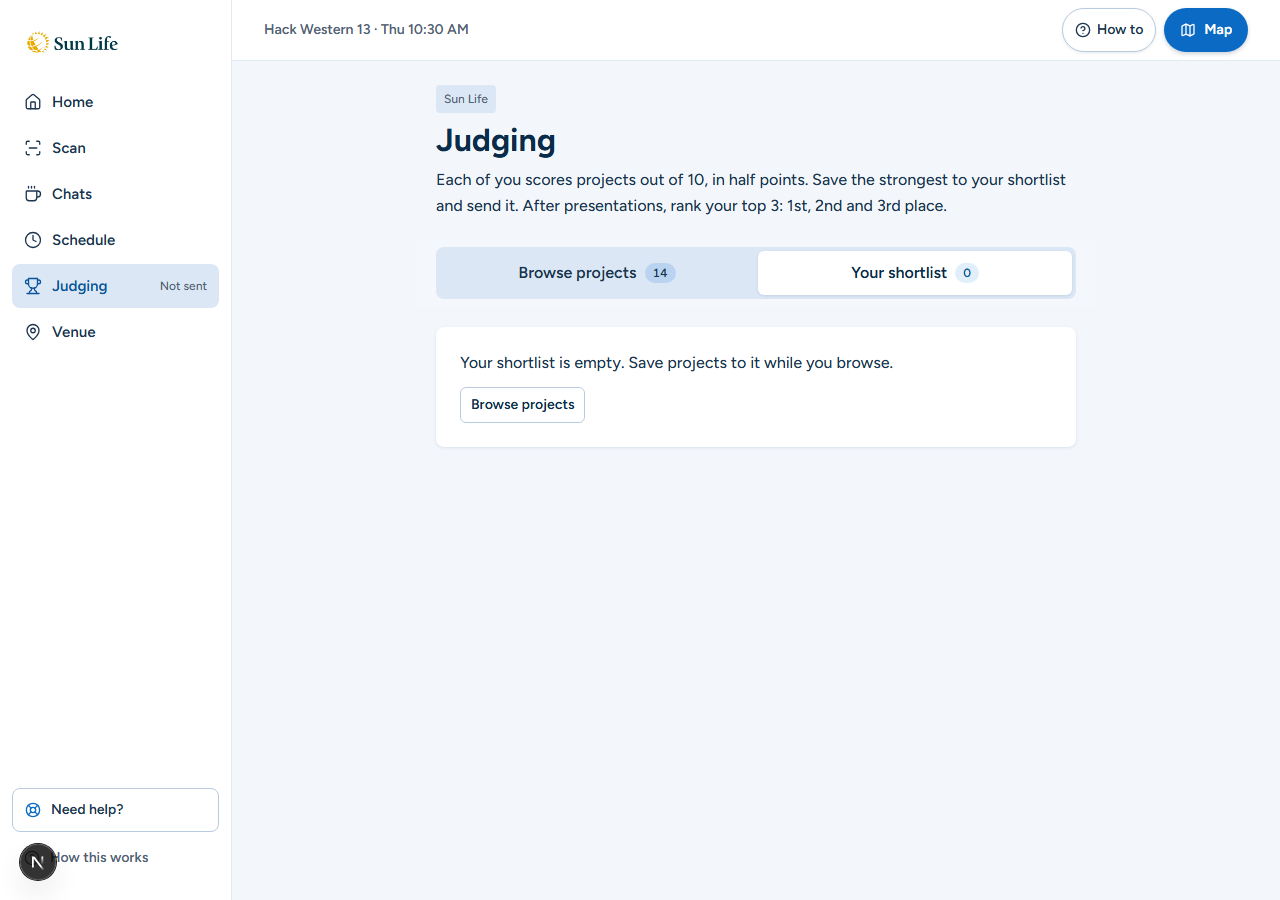 Sun Life
Home
Scan
Chats
Schedule
Judging Not sent
Venue
Need help?
How this works
N
Hack Western 13 · Thu 10:30 AM
How to
Map
Sun Life
Judging
Each of you scores projects out of 10, in half points. Save the strongest to your shortlist
and send it. After presentations, rank your top 3: 1st, 2nd and 3rd place.
Browse projects 14
Your shortlist 0
Your shortlist is empty. Save projects to it while you browse.
Browse projects